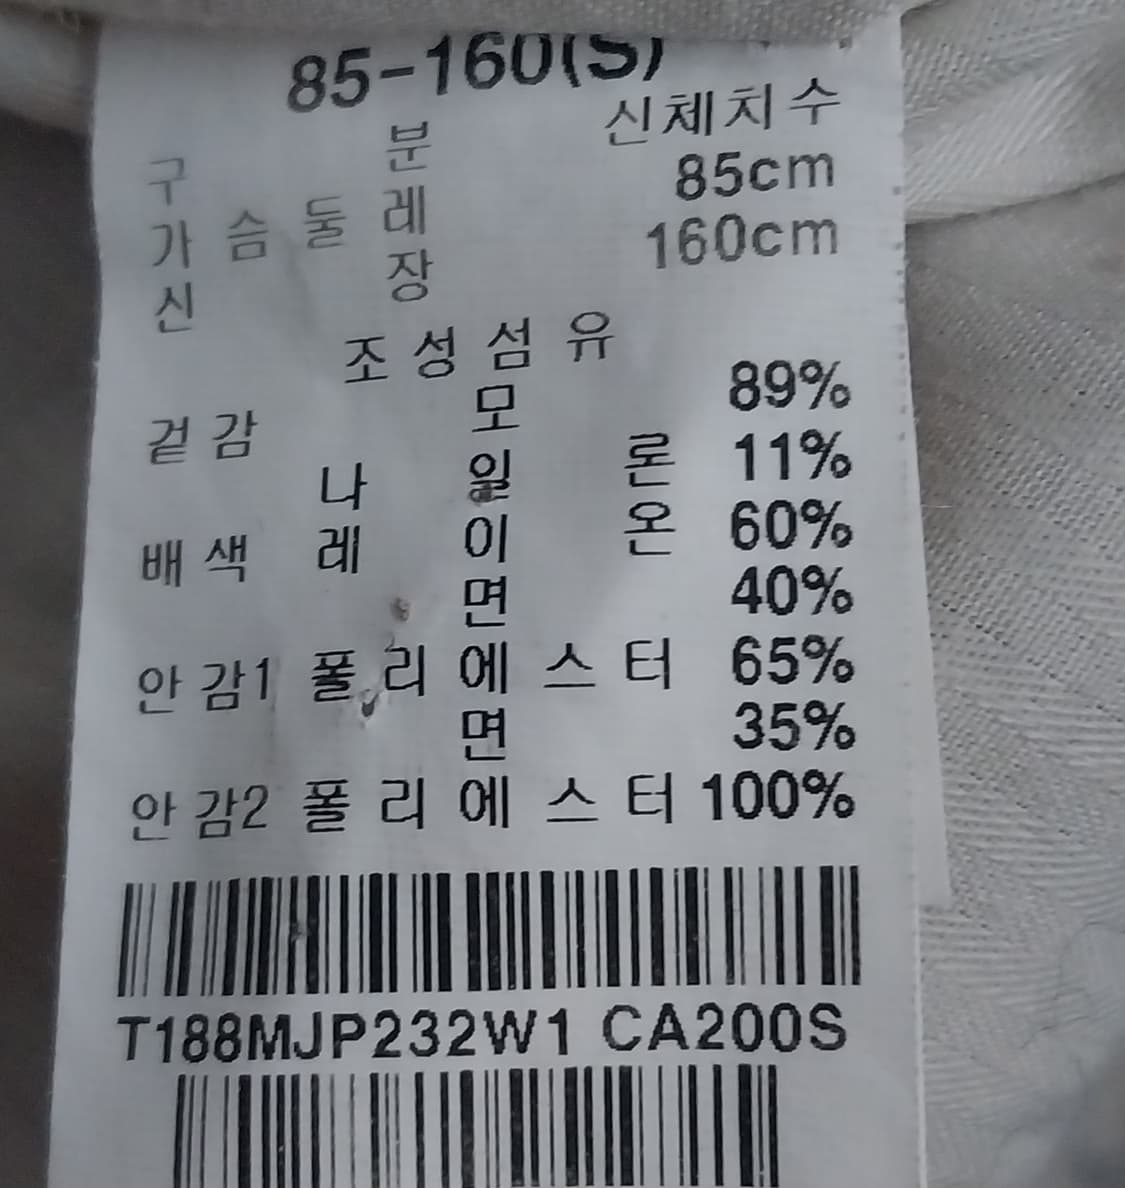 85-160(S)
구 분 신체치수
가 슴 둘 레 85cm
신 장 160cm
조성섬유
겉감 모 89%
나 일 론 11%
배색 레 이 온 60%
면 40%
안감1 폴 리 에 스 터 65%
면 35%
안감2 폴 리 에 스 터 100%
T188MJP232W1 CA200S